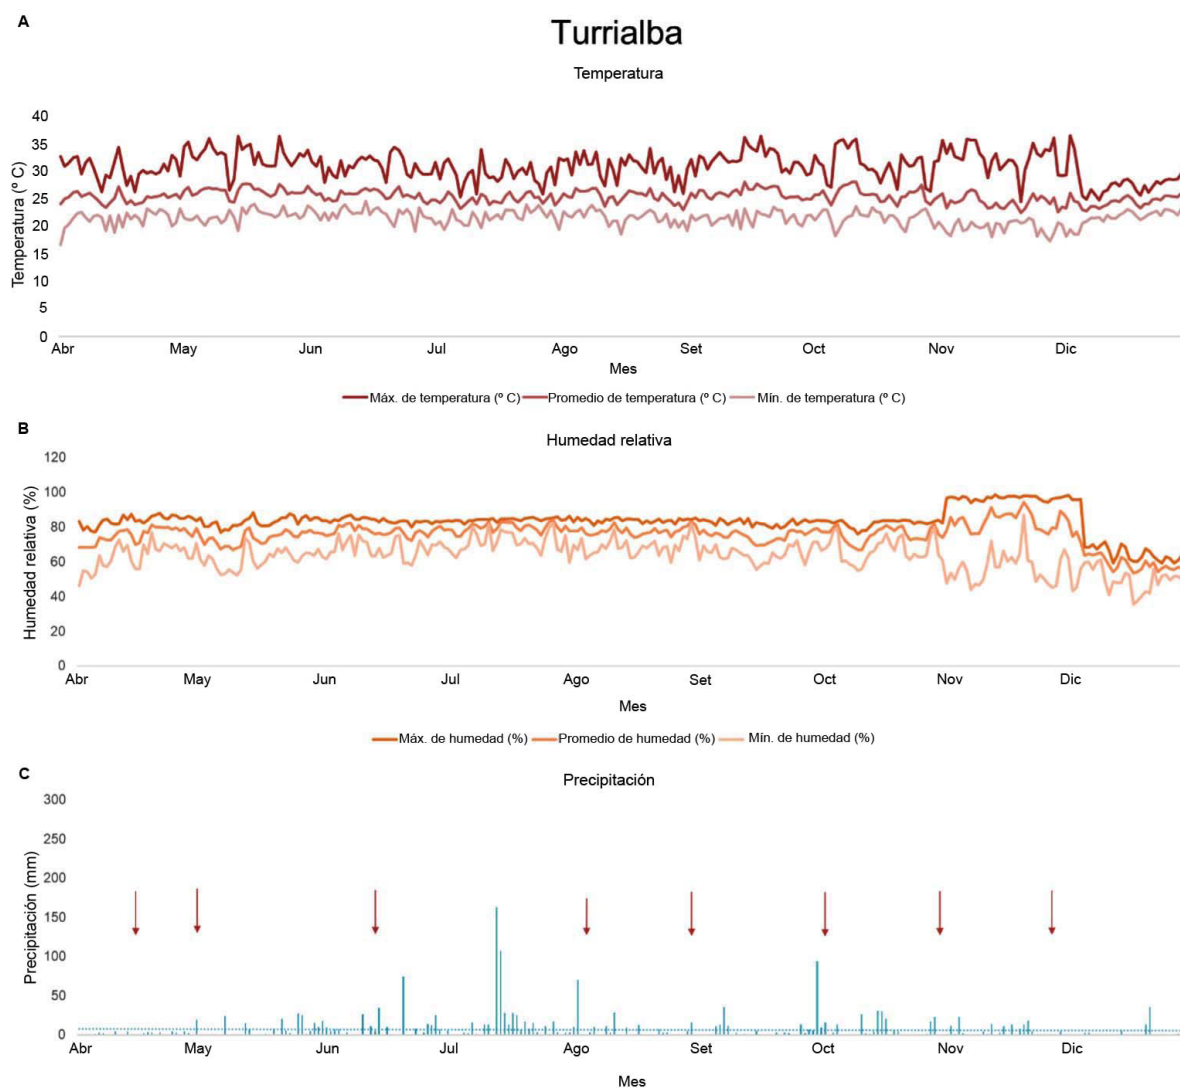 A
Turrialba
Temperatura
40
35
30
25
20
15
10
5
0
Temperatura (º C)
Abr May Jun Jul Ago Set Oct Nov Dic
Mes
Máx. de temperatura (º C) Promedio de temperatura (º C) Mín. de temperatura (º C)
B
Humedad relativa
120
100
80
60
40
20
0
Humedad relativa (%)
Abr May Jun Jul Ago Set Oct Nov Dic
Mes
Máx. de humedad (%) Promedio de humedad (%) Mín. de humedad (%)
C
Precipitación
300
250
200
150
100
50
0
Precipitación (mm)
Abr May Jun Jul Ago Set Oct Nov Dic
Mes